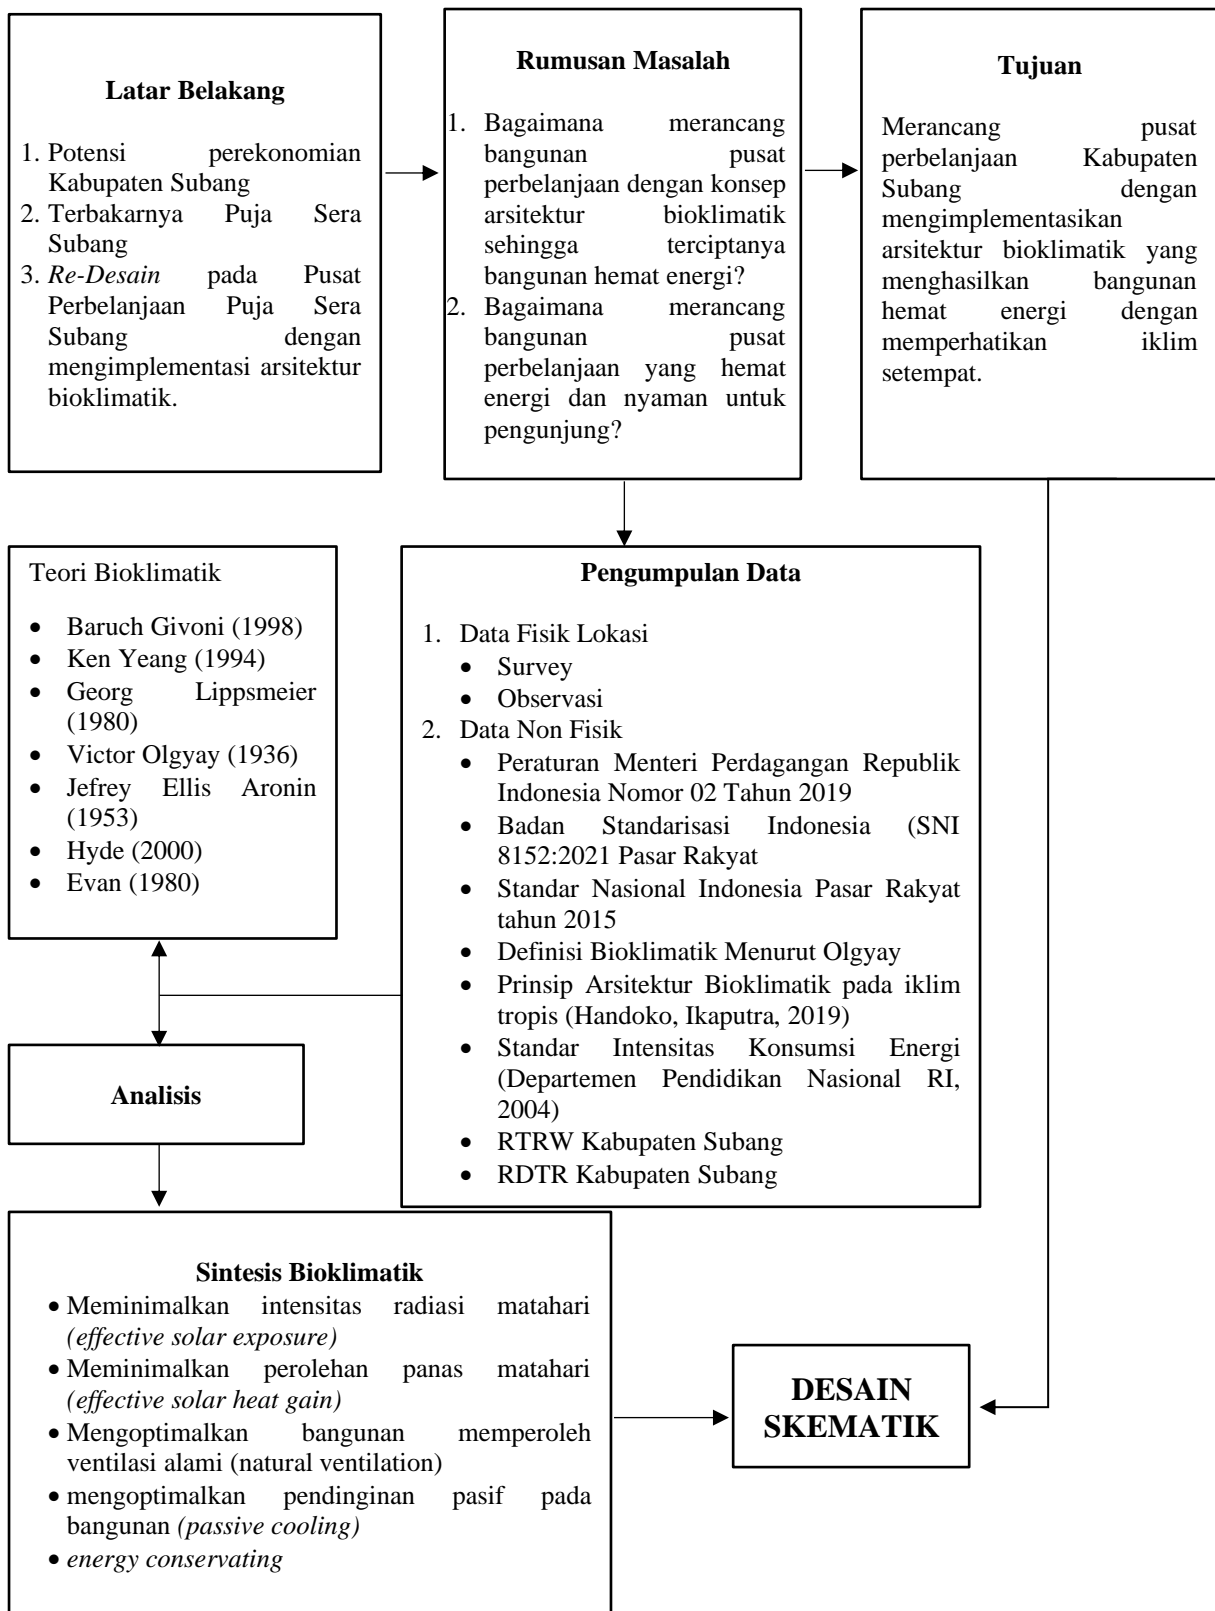 Latar Belakang
1. Potensi perekonomian
Kabupaten Subang
2. Terbakarnya Puja Sera
Subang
3. Re-Desain pada Pusat
Perbelanjaan Puja Sera
Subang dengan
mengimplementasi arsitektur
bioklimatik.
Rumusan Masalah
1. Bagaimana merancang
bangunan pusat
perbelanjaan dengan konsep
arsitektur bioklimatik
sehingga terciptanya
bangunan hemat energi?
2. Bagaimana merancang
bangunan pusat
perbelanjaan yang hemat
energi dan nyaman untuk
pengunjung?
Tujuan
Merancang pusat
perbelanjaan Kabupaten
Subang dengan
mengimplementasikan
arsitektur bioklimatik yang
menghasilkan bangunan
hemat energi dengan
memperhatikan iklim
setempat.
Teori Bioklimatik
• Baruch Givoni (1998)
• Ken Yeang (1994)
• Georg Lippsmeier
(1980)
• Victor Olgyay (1936)
• Jefrey Ellis Aronin
(1953)
• Hyde (2000)
• Evan (1980)
Pengumpulan Data
1. Data Fisik Lokasi
• Survey
• Observasi
2. Data Non Fisik
• Peraturan Menteri Perdagangan Republik
Indonesia Nomor 02 Tahun 2019
• Badan Standarisasi Indonesia (SNI
8152:2021 Pasar Rakyat
• Standar Nasional Indonesia Pasar Rakyat
tahun 2015
• Definisi Bioklimatik Menurut Olgyay
• Prinsip Arsitektur Bioklimatik pada iklim
tropis (Handoko, Ikaputra, 2019)
• Standar Intensitas Konsumsi Energi
(Departemen Pendidikan Nasional RI,
2004)
• RTRW Kabupaten Subang
• RDTR Kabupaten Subang
Analisis
Sintesis Bioklimatik
• Meminimalkan intensitas radiasi matahari
(effective solar exposure)
• Meminimalkan perolehan panas matahari
(effective solar heat gain)
• Mengoptimalkan bangunan memperoleh
ventilasi alami (natural ventilation)
• mengoptimalkan pendinginan pasif pada
bangunan (passive cooling)
• energy conservating
DESAIN
SKEMATIK